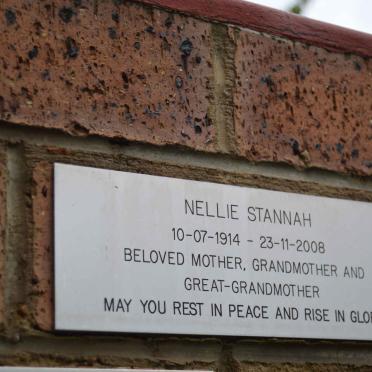 NELLIE STANNAH
10-07-1914 - 23-11-2008
BELOVED MOTHER, GRANDMOTHER AND
GREAT-GRANDMOTHER
MAY YOU REST IN PEACE AND RISE IN GLOR